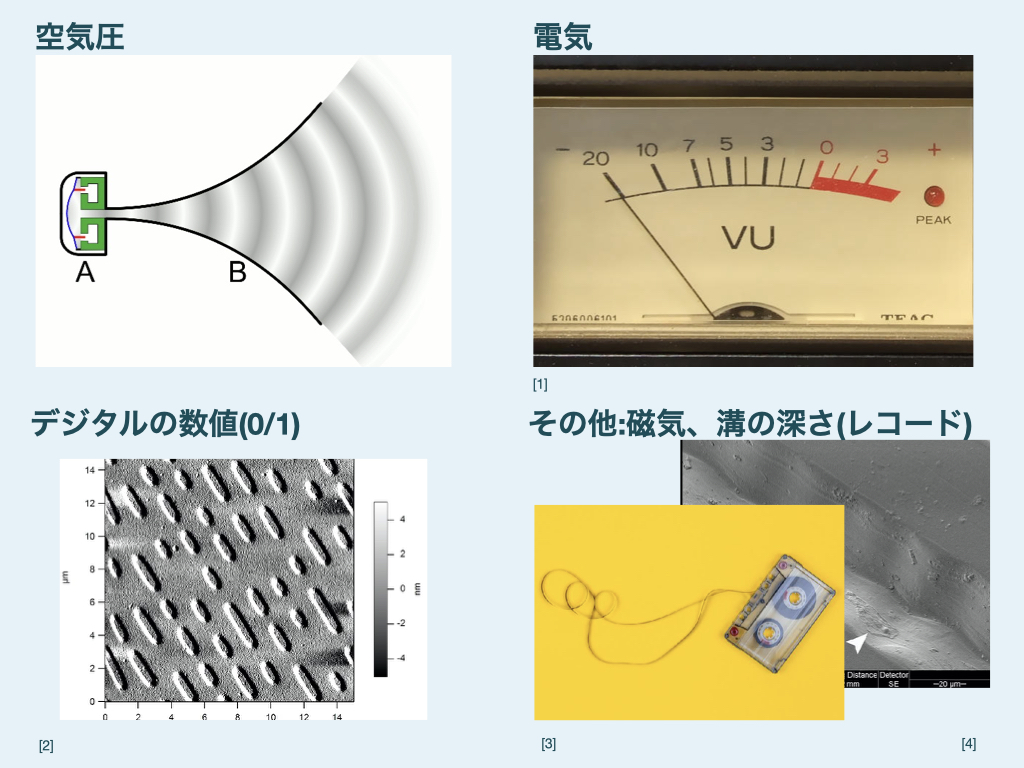 空気圧
A
B
電気
− 20 10 7 5 3 0 3 +
PEAK
VU
5296006101
TEAC
[1]
デジタルの数値(0/1)
14
12
10
8
6
4
2
0
µm
0 2 4 6 8 10 12 14
4
2
0
-2
-4
nm
[2]
その他:磁気、溝の深さ(レコード)
Distance Detector
mm SE 20 µm
[3]
[4]